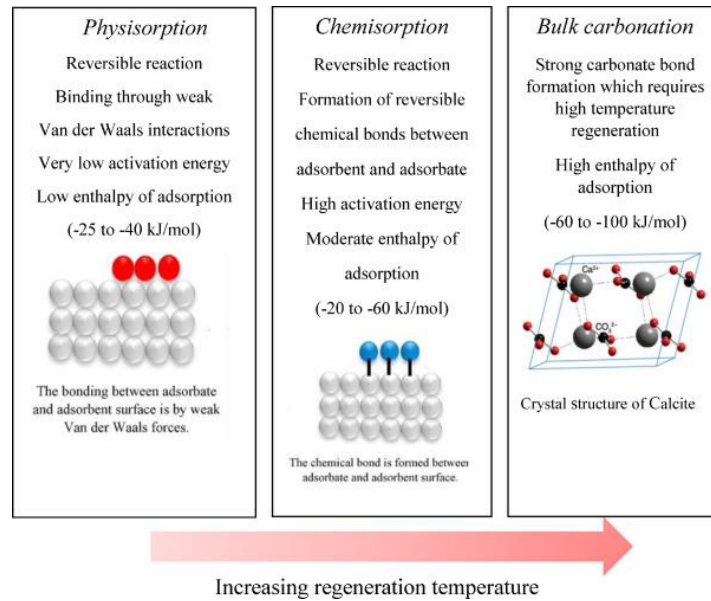 Physisorption
Reversible reaction
Binding through weak
Van der Waals interactions
Very low activation energy
Low enthalpy of adsorption
(-25 to -40 kJ/mol)
The bonding between adsorbate
and adsorbent surface is by weak
Van der Waals forces.
Chemisorption
Reversible reaction
Formation of reversible
chemical bonds between
adsorbent and adsorbate
High activation energy
Moderate enthalpy of
adsorption
(-20 to -60 kJ/mol)
The chemical bond is formed between
adsorbate and adsorbent surface.
Bulk carbonation
Strong carbonate bond
formation which requires
high temperature
regeneration
High enthalpy of
adsorption
(-60 to -100 kJ/mol)
Ca²⁺
CO₃²⁻
Crystal structure of Calcite
Increasing regeneration temperature